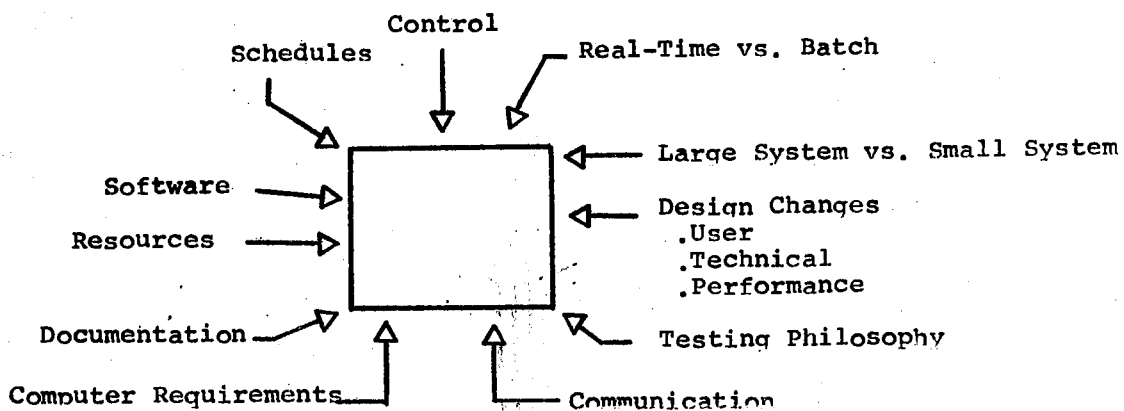 Control
Schedules
Real-Time vs. Batch
Large System vs. Small System
Software
Design Changes
.User
Resources
.Technical
.Performance
Documentation
Testing Philosophy
Computer Requirements
Communication